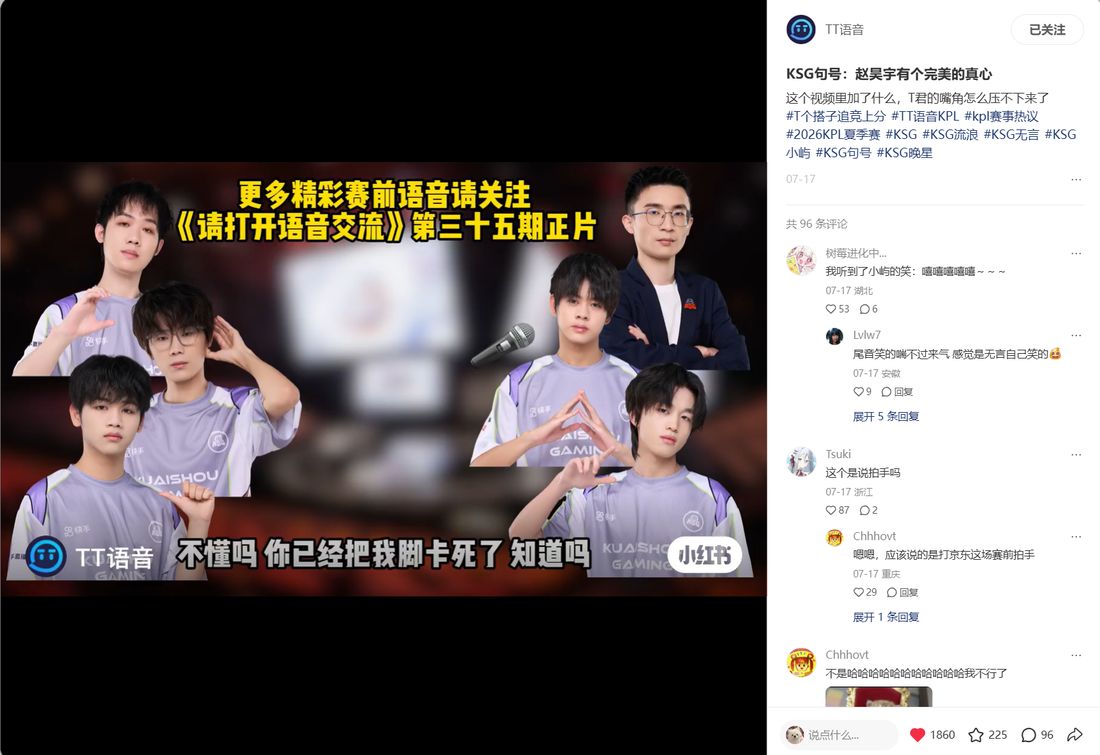 更多精彩赛前语音请关注
《请打开语音交流》第三十五期正片
快手
KUAISHOU
GAMING
TT语音
不懂吗 你已经把我脚卡死了 知道吗
小红书
TT语音
已关注
KSG句号：赵昊宇有个完美的真心
这个视频里加了什么，T君的嘴角怎么压不下来了
#T个搭子追竞上分 #TT语音KPL #kpl赛事热议
#2026KPL夏季赛 #KSG #KSG流浪 #KSG无言 #KSG
小屿 #KSG句号 #KSG晚星
07-17
共 96 条评论
树莓进化中...
我听到了小屿的笑：嘻嘻嘻嘻嘻～～～
07-17 湖北
53
6
Lvlw7
尾音笑的喘不过来气 感觉是无言自己笑的
07-17 安徽
9
回复
展开 5 条回复
Tsuki
这个是说拍手吗
07-17 浙江
87
2
Chhhovt
嗯嗯，应该说的是打京东这场赛前拍手
07-17 重庆
29
回复
展开 1 条回复
Chhhovt
不是哈哈哈哈哈哈哈哈哈哈哈我不行了
说点什么...
1860
225
96